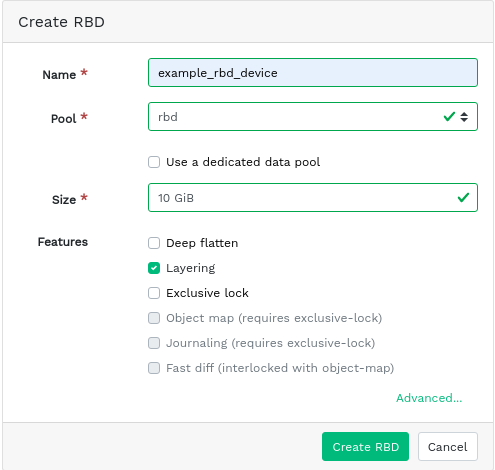 Create RBD
Name *
example_rbd_device
Pool *
rbd
Use a dedicated data pool
Size *
10 GiB
Features
Deep flatten
Layering
Exclusive lock
Object map (requires exclusive-lock)
Journaling (requires exclusive-lock)
Fast diff (interlocked with object-map)
Advanced...
Create RBD
Cancel